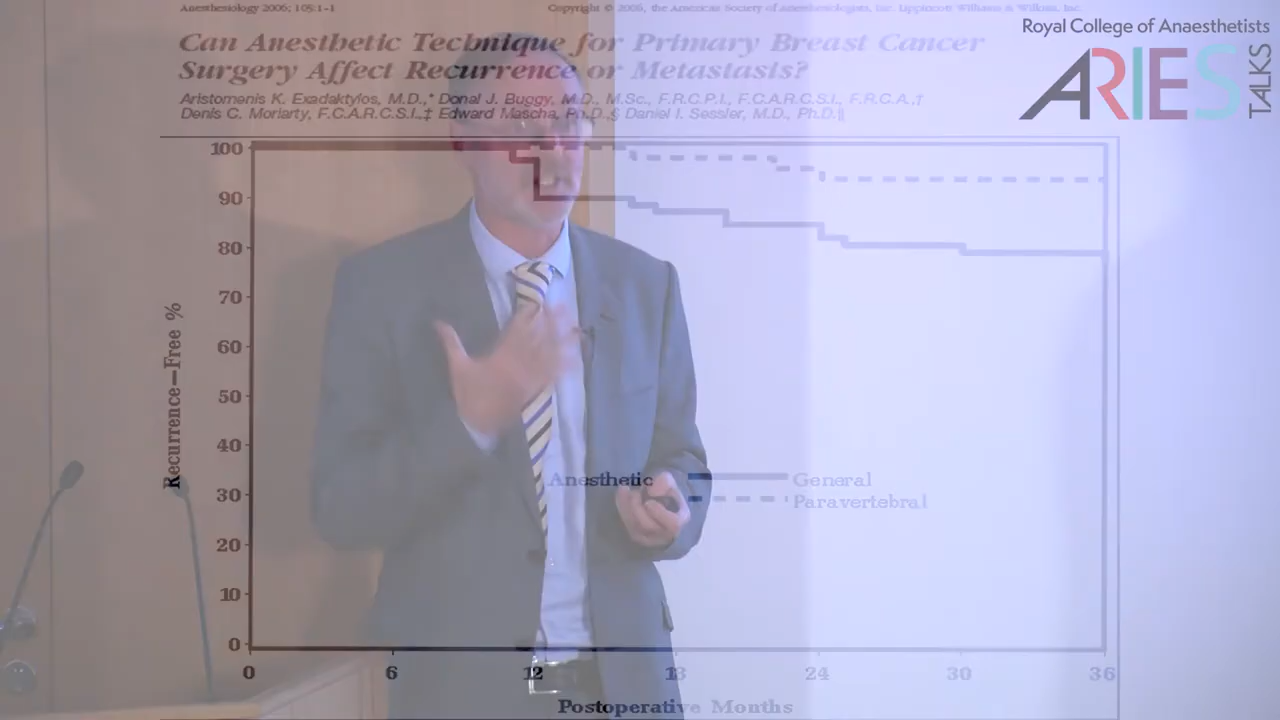 Anesthesiology 2006; 105:1–1 Copyright © 2006, the American Society of Anesthesiologists, Inc. Lippincott Williams & Wilkins, Inc.
Royal College of Anaesthetists
ARIES
TALKS
Can Anesthetic Technique for Primary Breast Cancer
Surgery Affect Recurrence or Metastasis?
Aristomenis K. Exadaktylos, M.D.,* Donal J. Buggy, M.D., M.Sc., F.R.C.P.I., F.C.A.R.C.S.I., F.R.C.A.,†
Denis C. Moriarty, F.C.A.R.C.S.I.,‡ Edward Mascha, Ph.D.,§ Daniel I. Sessler, M.D., Ph.D.||
100
90
80
70
60
50
40
30
20
10
0
Recurrence—Free %
Anesthetic General
Paravertebral
0 6 12 18 24 30 36
Postoperative Months